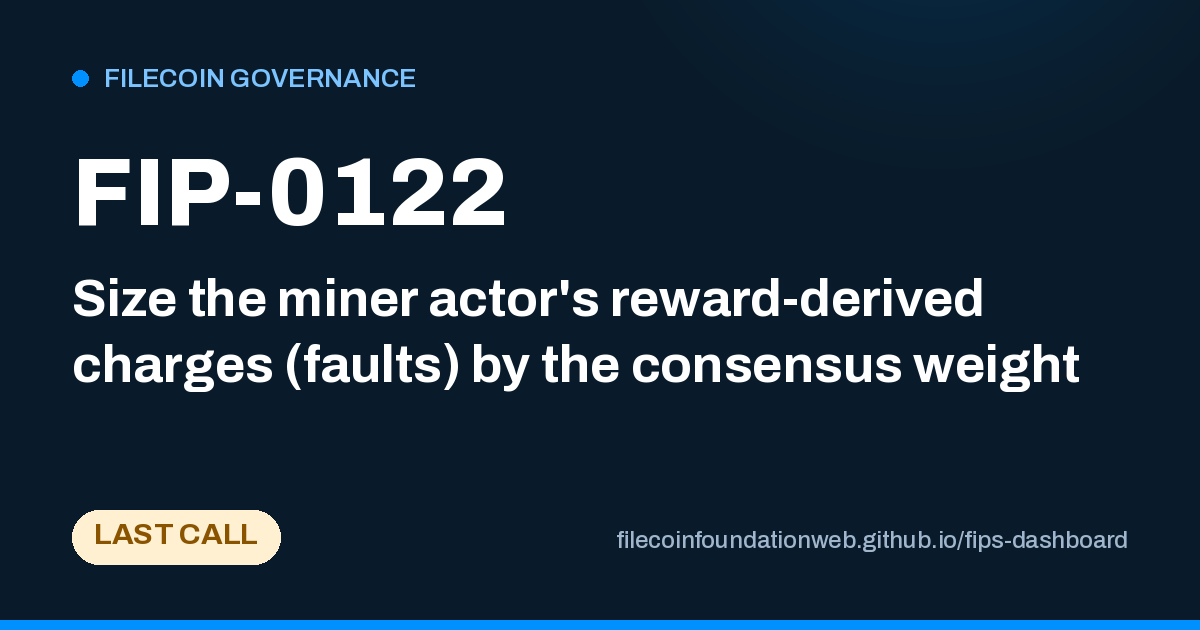 FILECOIN GOVERNANCE
FIP-0122
Size the miner actor's reward-derived
charges (faults) by the consensus weight
LAST CALL
filecoinfoundationweb.github.io/fips-dashboard